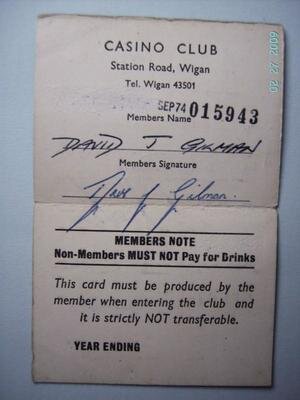 CASINO CLUB
Station Road, Wigan
Tel. Wigan 43501
SEP74 015943
Members Name
DAVID J GILMAN
Members Signature
Dave J Gilman.
MEMBERS NOTE
Non-Members MUST NOT Pay for Drinks
This card must be produced by the
member when entering the club and
it is strictly NOT transferable.
YEAR ENDING
02 27 2009